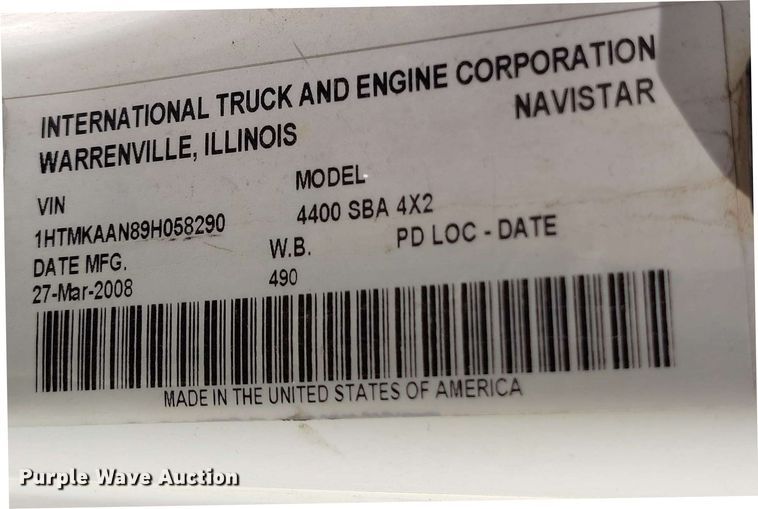 INTERNATIONAL TRUCK AND ENGINE CORPORATION
WARRENVILLE, ILLINOIS
NAVISTAR
VIN
MODEL
1HTMKAAN89H058290
4400 SBA 4X2
DATE MFG.
W.B.
PD LOC - DATE
27-Mar-2008
490
MADE IN THE UNITED STATES OF AMERICA
Purple Wave Auction